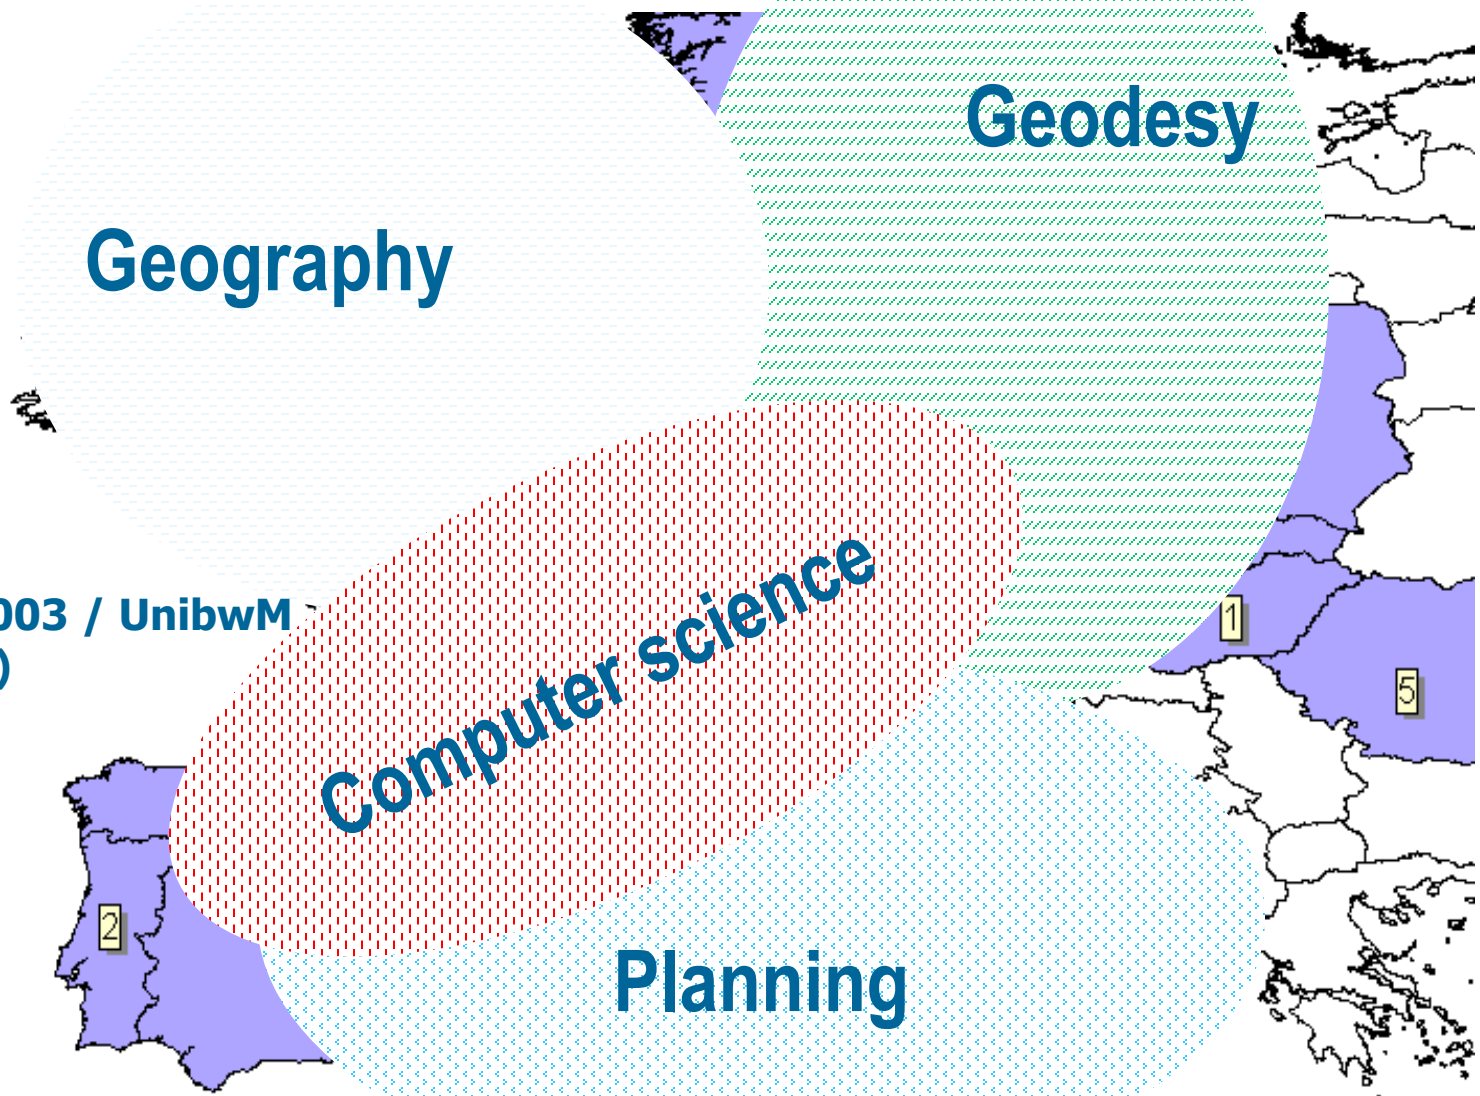 Geodesy
Geography
Computer science
003 / UnibwM
)
1
5
2
Planning